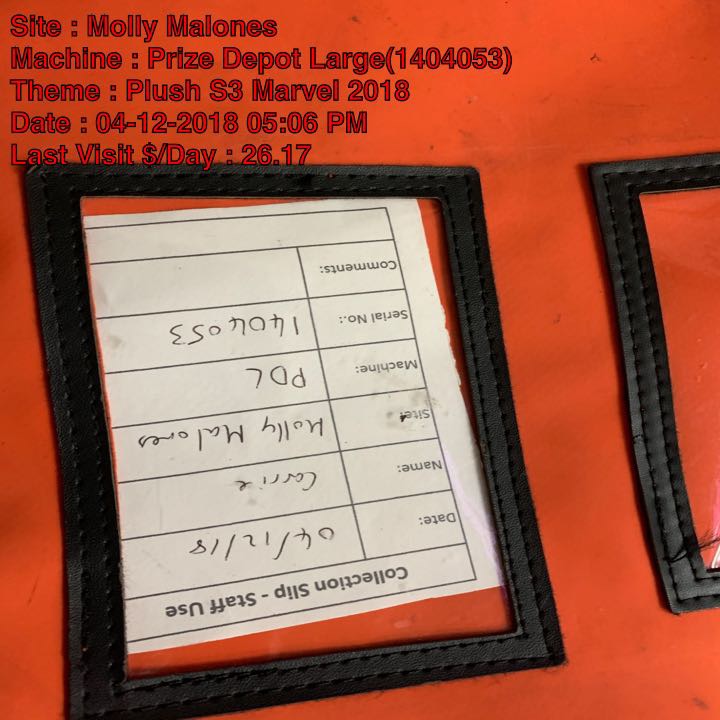 Site : Molly Malones
Machine : Prize Depot Large(1404053)
Theme : Plush S3 Marvel 2018
Date : 04-12-2018 05:06 PM
Last Visit $/Day : 26.17
Collection Slip - Staff Use
Date: 04/12/18
Name: Corrie
Site: Molly Malones
Machine: PDL
Serial No.: 1404053
Comments: